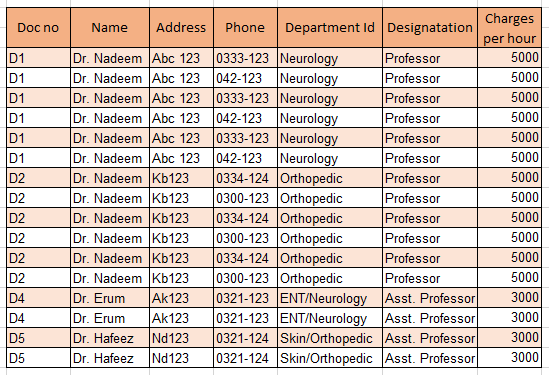 Doc no Name Address Phone Department Id Designatation Charges per hour
D1 Dr. Nadeem Abc 123 0333-123 Neurology Professor 5000
D1 Dr. Nadeem Abc 123 042-123 Neurology Professor 5000
D1 Dr. Nadeem Abc 123 0333-123 Neurology Professor 5000
D1 Dr. Nadeem Abc 123 042-123 Neurology Professor 5000
D1 Dr. Nadeem Abc 123 0333-123 Neurology Professor 5000
D1 Dr. Nadeem Abc 123 042-123 Neurology Professor 5000
D2 Dr. Nadeem Kb123 0334-124 Orthopedic Professor 5000
D2 Dr. Nadeem Kb123 0300-123 Orthopedic Professor 5000
D2 Dr. Nadeem Kb123 0334-124 Orthopedic Professor 5000
D2 Dr. Nadeem Kb123 0300-123 Orthopedic Professor 5000
D2 Dr. Nadeem Kb123 0334-124 Orthopedic Professor 5000
D2 Dr. Nadeem Kb123 0300-123 Orthopedic Professor 5000
D4 Dr. Erum Ak123 0321-123 ENT/Neurology Asst. Professor 3000
D4 Dr. Erum Ak123 0321-123 ENT/Neurology Asst. Professor 3000
D5 Dr. Hafeez Nd123 0321-124 Skin/Orthopedic Asst. Professor 3000
D5 Dr. Hafeez Nd123 0321-124 Skin/Orthopedic Asst. Professor 3000